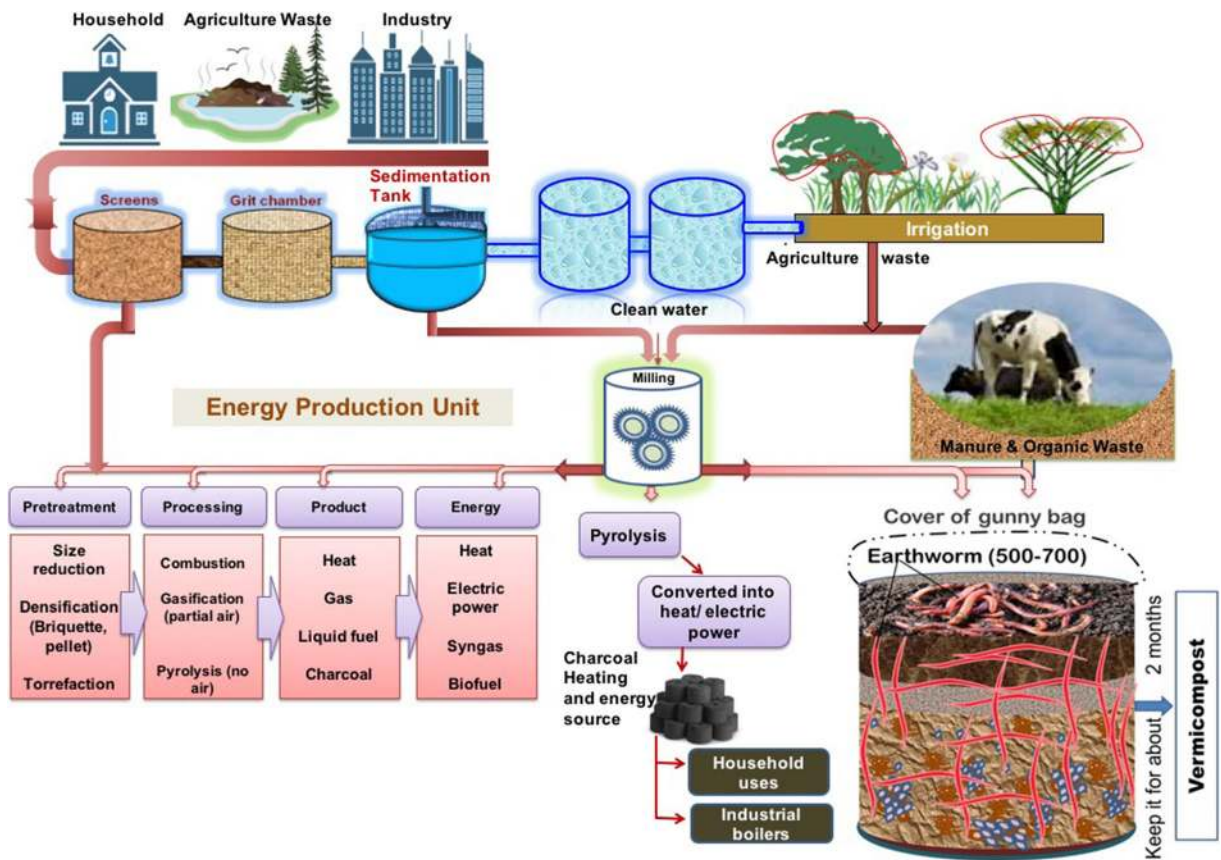 Household
Agriculture Waste
Industry
Screens
Grit chamber
Sedimentation
Tank
Irrigation
Agriculture waste
Clean water
Milling
Manure & Organic Waste
Energy Production Unit
Pretreatment
Processing
Product
Energy
Size
reduction
Densification
(Briquette,
pellet)
Torrefaction
Combustion
Gasification
(partial air)
Pyrolysis (no
air)
Heat
Gas
Liquid fuel
Charcoal
Heat
Electric
power
Syngas
Biofuel
Pyrolysis
Converted into
heat/ electric
power
Charcoal
Heating
and energy
source
Household
uses
Industrial
boilers
Cover of gunny bag
Earthworm (500-700)
Keep it for about 2 months
Vermicompost